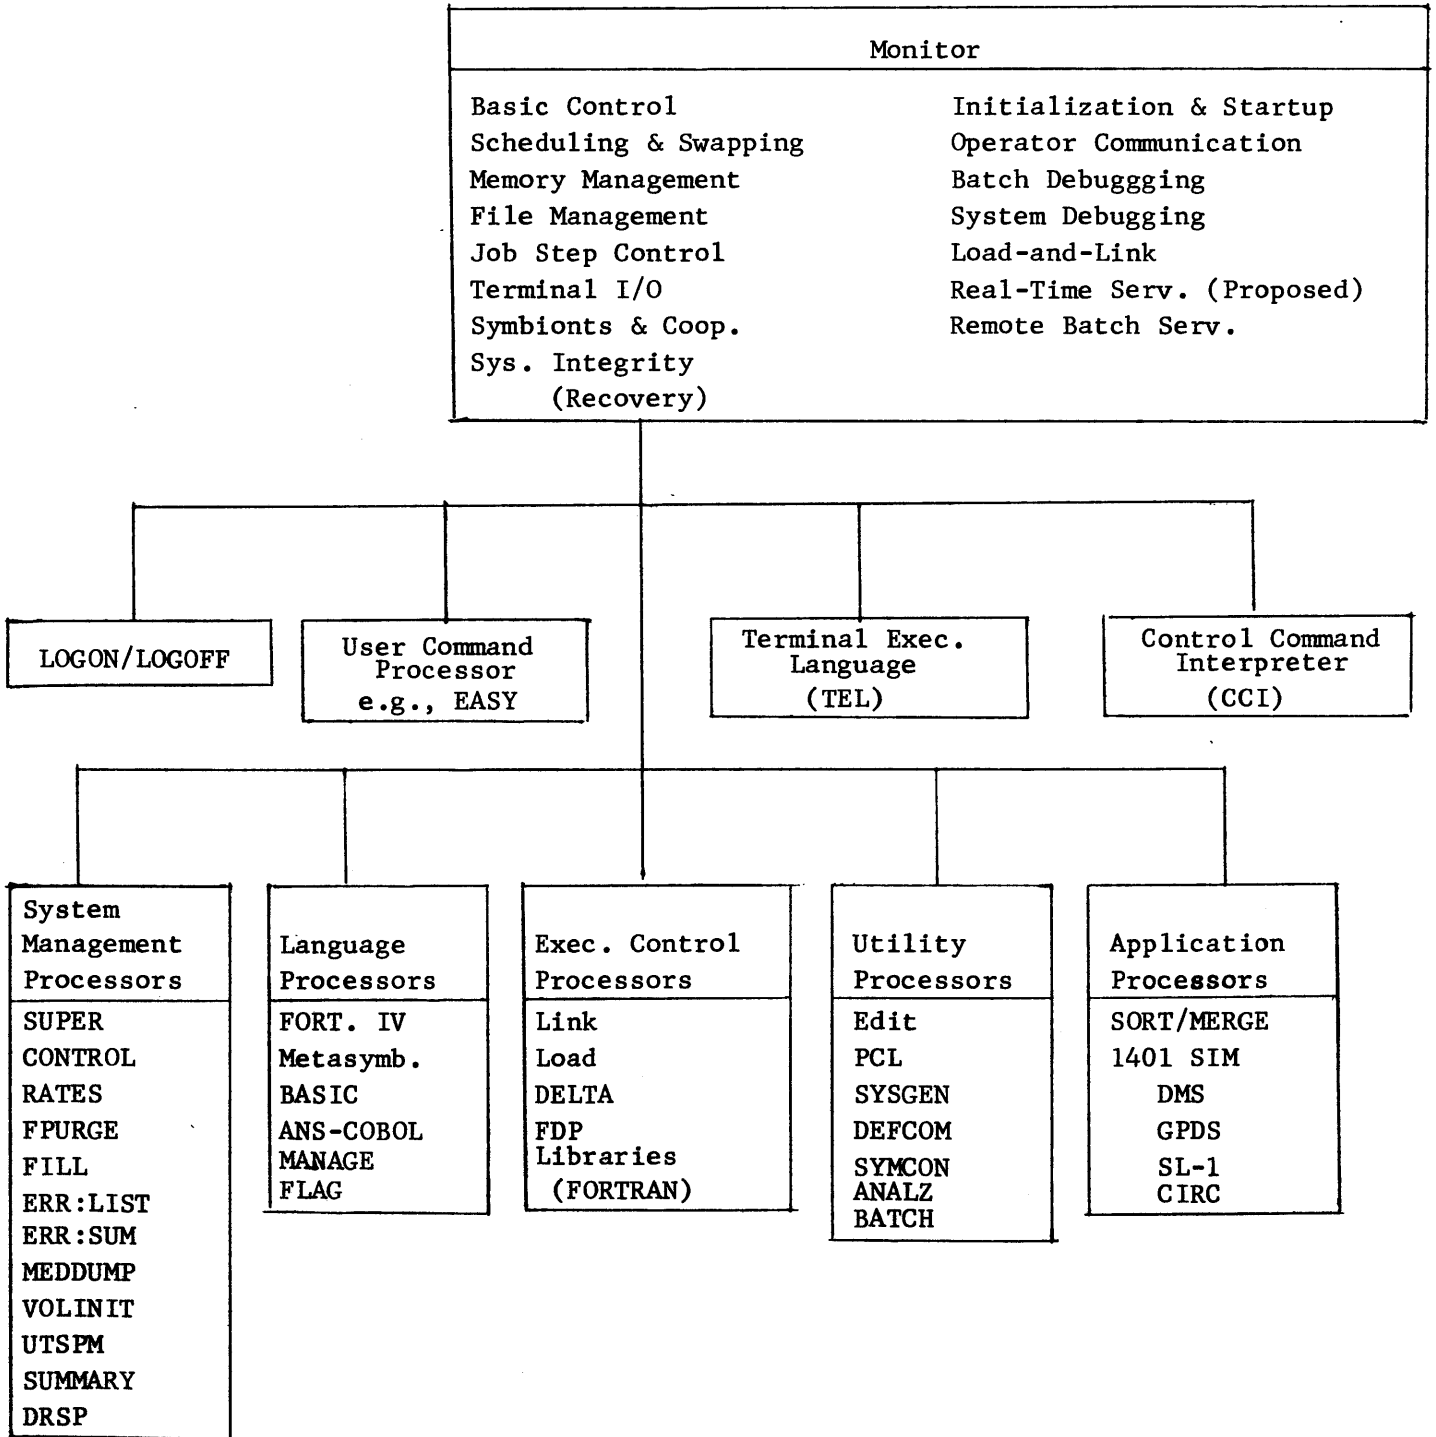 Monitor
Basic Control
Scheduling & Swapping
Memory Management
File Management
Job Step Control
Terminal I/O
Symbionts & Coop.
Sys. Integrity
(Recovery)
Initialization & Startup
Operator Communication
Batch Debuggging
System Debugging
Load-and-Link
Real-Time Serv. (Proposed)
Remote Batch Serv.
LOGON/LOGOFF
User Command
Processor
e.g., EASY
Terminal Exec.
Language
(TEL)
Control Command
Interpreter
(CCI)
System
Management
Processors
SUPER
CONTROL
RATES
FPURGE
FILL
ERR:LIST
ERR:SUM
MEDDUMP
VOLINIT
UTSPM
SUMMARY
DRSP
Language
Processors
FORT. IV
Metasymb.
BASIC
ANS-COBOL
MANAGE
FLAG
Exec. Control
Processors
Link
Load
DELTA
FDP
Libraries
(FORTRAN)
Utility
Processors
Edit
PCL
SYSGEN
DEFCOM
SYMCON
ANALZ
BATCH
Application
Processors
SORT/MERGE
1401 SIM
DMS
GPDS
SL-1
CIRC